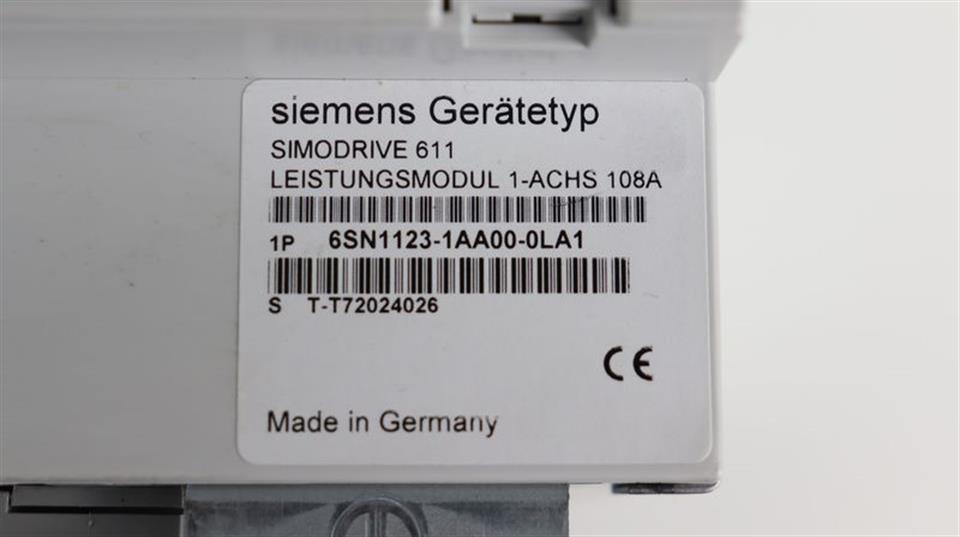 siemens Gerätetyp
SIMODRIVE 611
LEISTUNGSMODUL 1-ACHS 108A
1P 6SN1123-1AA00-0LA1
S T-T72024026
CE
Made in Germany